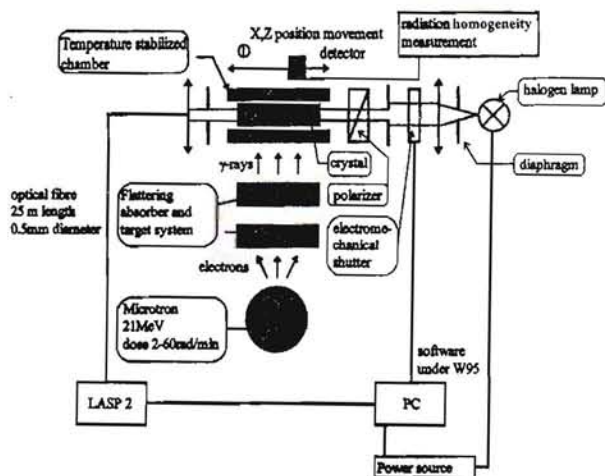 radiation homogeneity
measurement
X,Z position movement
detector
①
Temperature stabilized
chamber
halogen lamp
crystal
diaphragm
γ-rays
polarizer
optical fibre
25 m length
0.5mm diameter
Flattering
absorber and
target system
electrome-
chanical
shutter
electrons
Microtron
21MeV
dose 2-60rad/min
software
under W95
LASP 2
PC
Power source